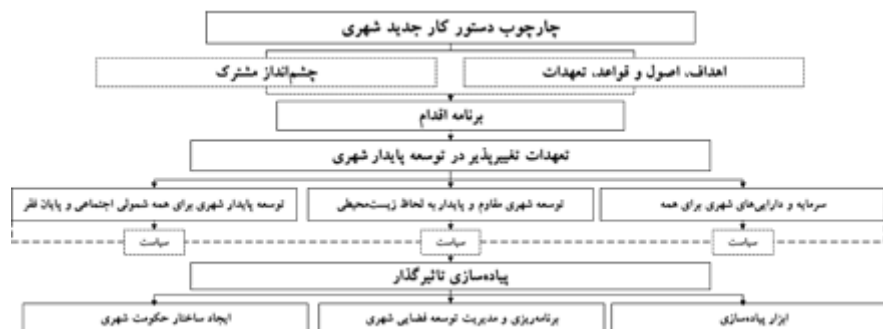 چارچوب دستور کار جدید شهری
اهداف، اصول و قواعد، تعهدات
چشم‌انداز مشترک
برنامه اقدام
تعهدات تغییرپذیر در توسعه پایدار شهری
سرمایه و دارایی‌های شهری برای همه
توسعه شهری مقاوم و پایدار به لحاظ زیست‌محیطی
توسعه پایدار شهری برای همه شمولی اجتماعی و پایان فقر
سیاست
سیاست
سیاست
پیاده‌سازی تاثیرگذار
ابزار پیاده‌سازی
برنامه‌ریزی و مدیریت توسعه فضایی شهری
ایجاد ساختار حکومت شهری